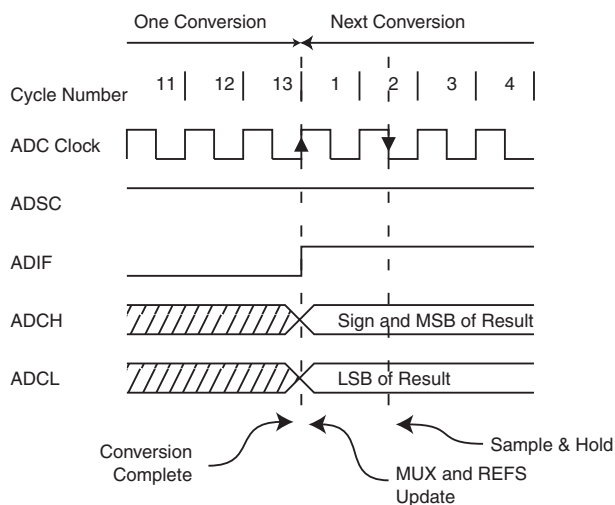 One Conversion Next Conversion
Cycle Number 11 12 13 1 2 3 4
ADC Clock
ADSC
ADIF
ADCH Sign and MSB of Result
ADCL LSB of Result
Conversion
Complete
MUX and REFS
Update
Sample & Hold